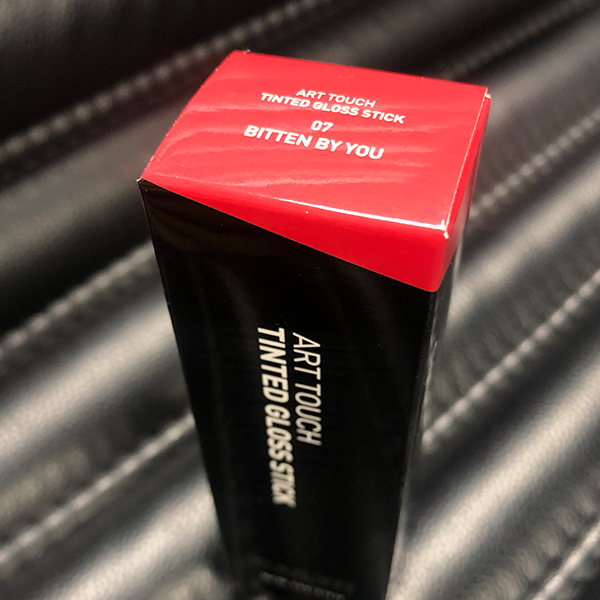 ART TOUCH
TINTED GLOSS STICK
07
BITTEN BY YOU
ART TOUCH
TINTED GLOSS STICK